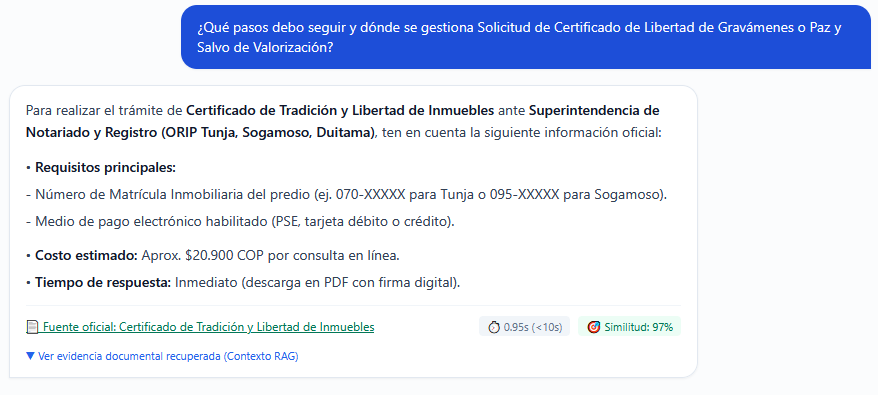 ¿Qué pasos debo seguir y dónde se gestiona Solicitud de Certificado de Libertad de Gravámenes o Paz y
Salvo de Valorización?
Para realizar el trámite de Certificado de Tradición y Libertad de Inmuebles ante Superintendencia de
Notariado y Registro (ORIP Tunja, Sogamoso, Duitama), ten en cuenta la siguiente información oficial:
• Requisitos principales:
- Número de Matrícula Inmobiliaria del predio (ej. 070-XXXXX para Tunja o 095-XXXXX para Sogamoso).
- Medio de pago electrónico habilitado (PSE, tarjeta débito o crédito).
• Costo estimado: Aprox. $20.900 COP por consulta en línea.
• Tiempo de respuesta: Inmediato (descarga en PDF con firma digital).
Fuente oficial: Certificado de Tradición y Libertad de Inmuebles 0.95s (<10s) Similitud: 97%
▼ Ver evidencia documental recuperada (Contexto RAG)